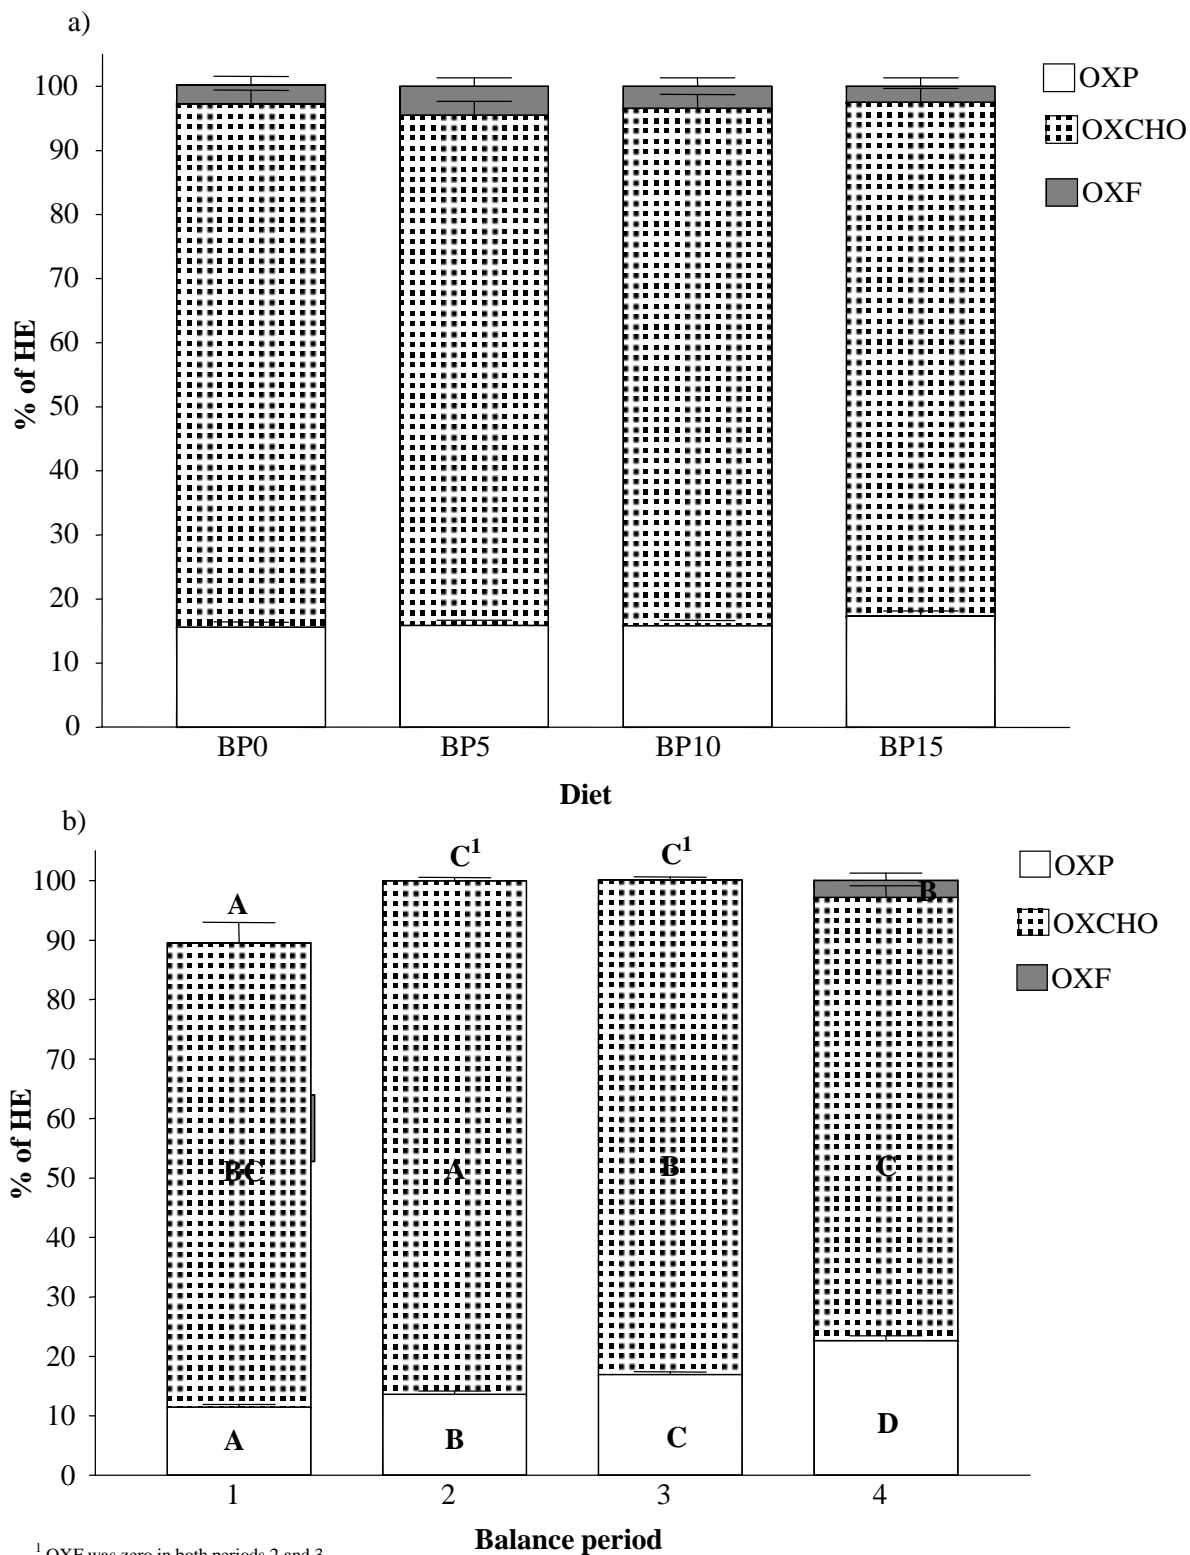 a)
100
90
80
70
60
50
40
30
20
10
0
% of HE
BP0 BP5 BP10 BP15
Diet
OXP
OXCHO
OXF
b)
100
90
80
70
60
50
40
30
20
10
0
% of HE
A C¹ C¹ B
BC A B C
A B C D
1 2 3 4
Balance period
OXP
OXCHO
OXF
¹ OXF was zero in both periods 2 and 3